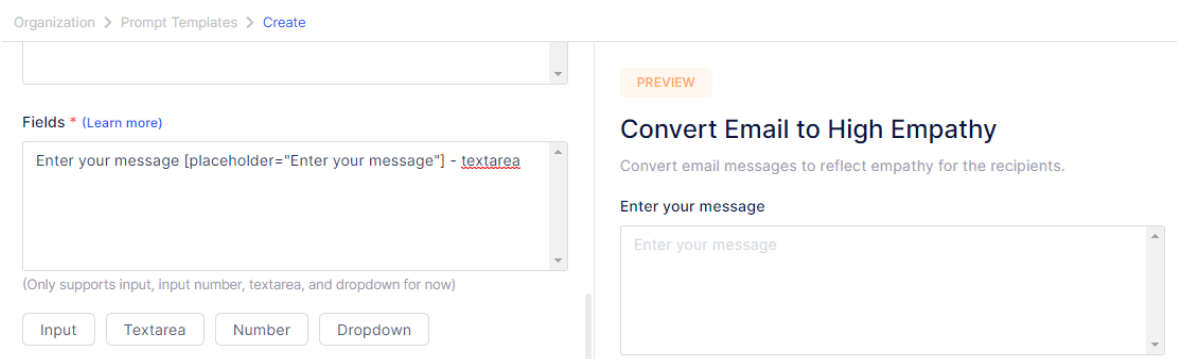 Organization > Prompt Templates > Create
Fields * (Learn more)
Enter your message [placeholder="Enter your message"] - textarea
(Only supports input, input number, textarea, and dropdown for now)
Input Textarea Number Dropdown
PREVIEW
Convert Email to High Empathy
Convert email messages to reflect empathy for the recipients.
Enter your message
Enter your message